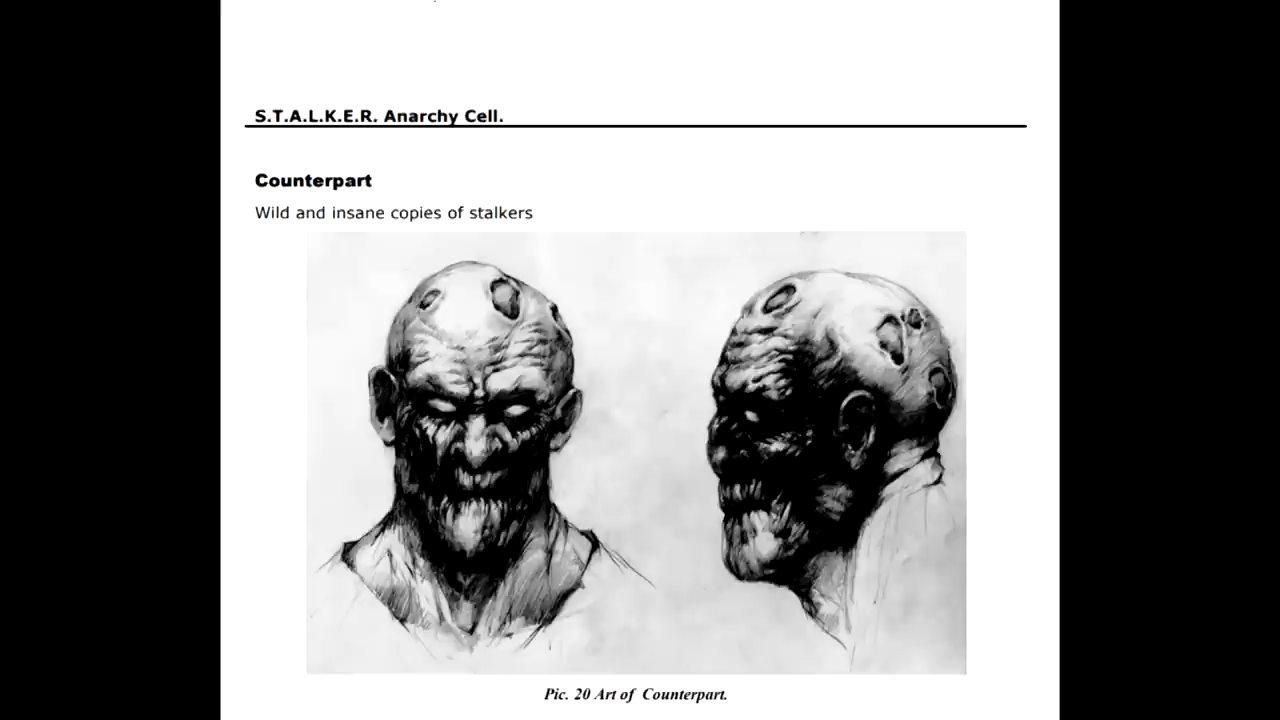 S.T.A.L.K.E.R. Anarchy Cell.
Counterpart
Wild and insane copies of stalkers
Pic. 20 Art of  Counterpart.